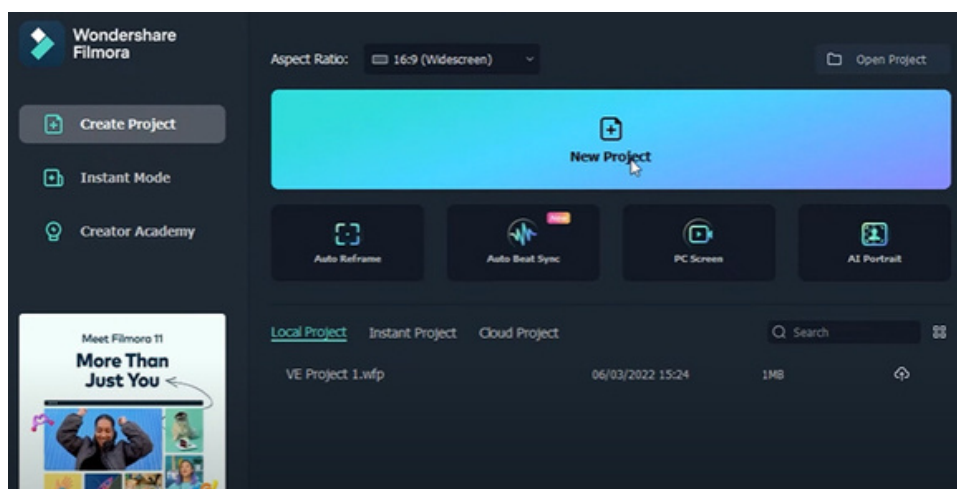 Wondershare
Filmora
Aspect Ratio:
16:9 (Widescreen)
Open Project
Create Project
New Project
Instant Mode
Creator Academy
Auto Reframe
New
Auto Beat Sync
PC Screen
AI Portrait
Local Project
Instant Project
Cloud Project
Search
VE Project 1.wfp
06/03/2022 15:24
1MB
Meet Filmora 11
More Than
Just You